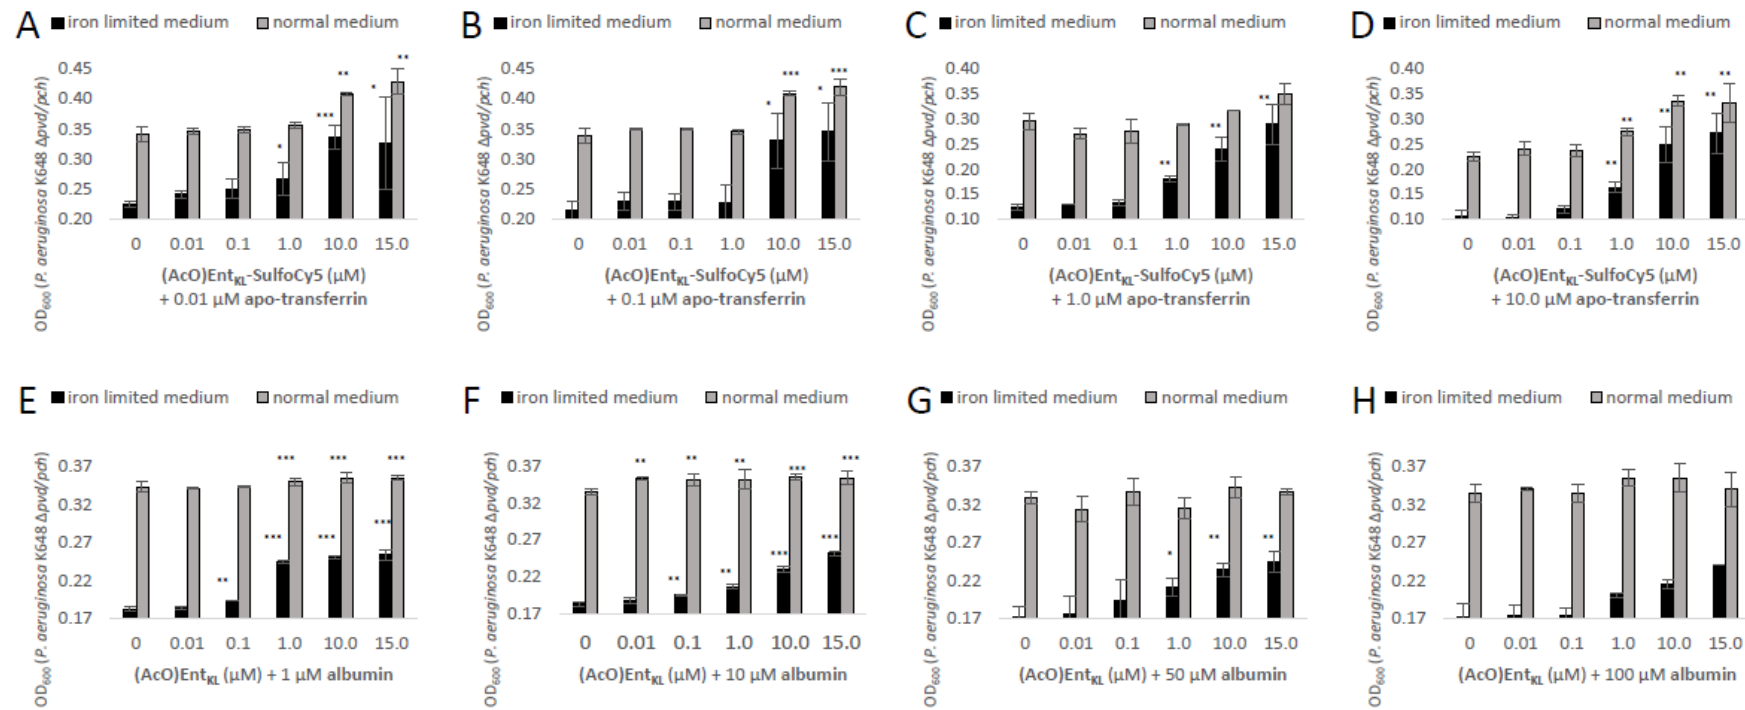 A
iron limited medium
normal medium
OD600 (P. aeruginosa K648 Δpvd/pch)
0.45
0.40
0.35
0.30
0.25
0.20
*
***
**
*
**
0 0.01 0.1 1.0 10.0 15.0
(AcO)EntKL-SulfoCy5 (μM)
+ 0.01 μM apo-transferrin
B
iron limited medium
normal medium
OD600 (P. aeruginosa K648 Δpvd/pch)
0.45
0.40
0.35
0.30
0.25
0.20
*
***
*
***
0 0.01 0.1 1.0 10.0 15.0
(AcO)EntKL-SulfoCy5 (μM)
+ 0.1 μM apo-transferrin
C
iron limited medium
normal medium
OD600 (P. aeruginosa K648 Δpvd/pch)
0.40
0.35
0.30
0.25
0.20
0.15
0.10
**
**
**
0 0.01 0.1 1.0 10.0 15.0
(AcO)EntKL-SulfoCy5 (μM)
+ 1.0 μM apo-transferrin
D
iron limited medium
normal medium
OD600 (P. aeruginosa K648 Δpvd/pch)
0.40
0.35
0.30
0.25
0.20
0.15
0.10
**
**
**
**
**
**
0 0.01 0.1 1.0 10.0 15.0
(AcO)EntKL-SulfoCy5 (μM)
+ 10.0 μM apo-transferrin
E
iron limited medium
normal medium
OD600 (P. aeruginosa K648 Δpvd/pch)
0.37
0.32
0.27
0.22
0.17
**
***
***
***
***
***
***
0 0.01 0.1 1.0 10.0 15.0
(AcO)EntKL (μM) + 1 μM albumin
F
iron limited medium
normal medium
OD600 (P. aeruginosa K648 Δpvd/pch)
0.37
0.32
0.27
0.22
0.17
**
**
**
**
**
***
***
***
***
0 0.01 0.1 1.0 10.0 15.0
(AcO)EntKL (μM) + 10 μM albumin
G
iron limited medium
normal medium
OD600 (P. aeruginosa K648 Δpvd/pch)
0.37
0.32
0.27
0.22
0.17
*
**
**
0 0.01 0.1 1.0 10.0 15.0
(AcO)EntKL (μM) + 50 μM albumin
H
iron limited medium
normal medium
OD600 (P. aeruginosa K648 Δpvd/pch)
0.37
0.32
0.27
0.22
0.17
0 0.01 0.1 1.0 10.0 15.0
(AcO)EntKL (μM) + 100 μM albumin